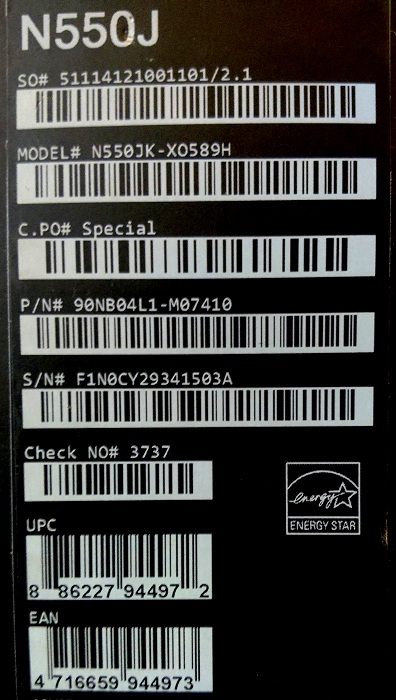 N550J
SO# 51114121001101/2.1
MODEL# N550JK-XO589H
C.PO# Special
P/N# 90NB04L1-M07410
S/N# F1N0CY29341503A
Check NO# 3737
energy
ENERGY STAR
UPC
8 86227 94497 2
EAN
4 716659 944973